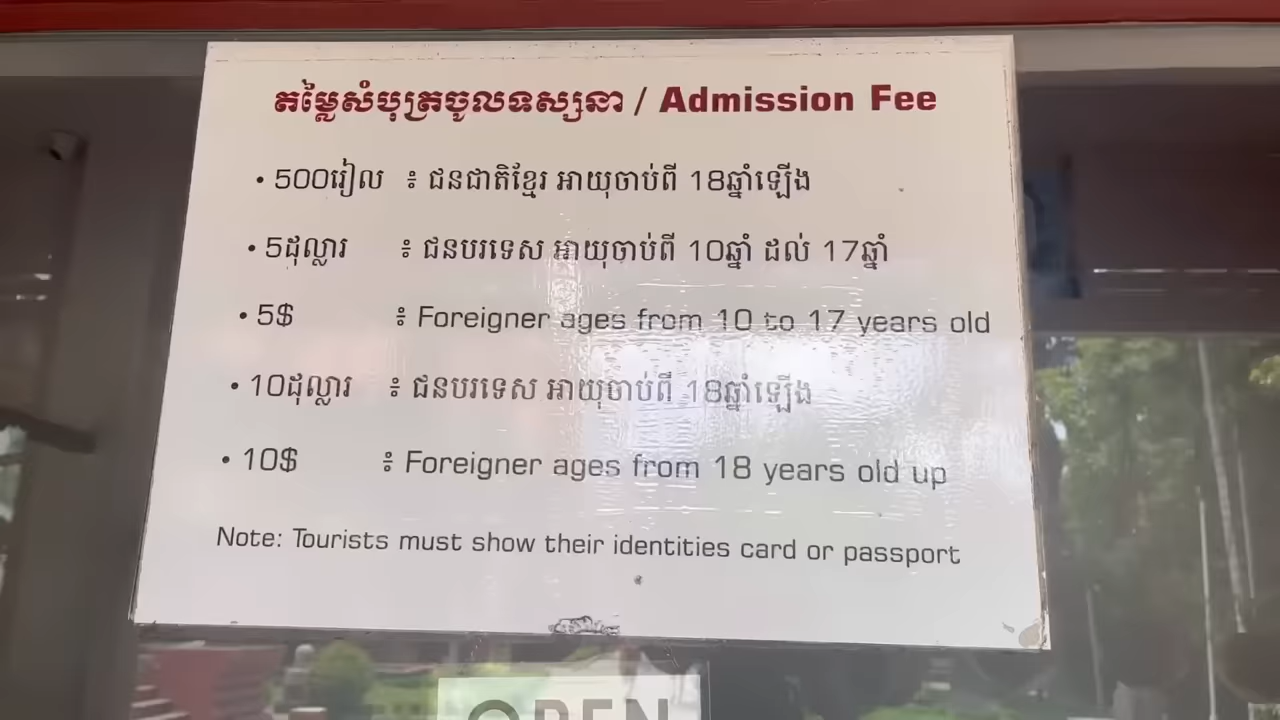 តម្លៃសំបុត្រចូលទស្សនា / Admission Fee
• 500រៀល ៖ ជនជាតិខ្មែរ អាយុចាប់ពី 18ឆ្នាំឡើង
• 5ដុល្លារ ៖ ជនបរទេស អាយុចាប់ពី 10ឆ្នាំ ដល់ 17ឆ្នាំ
• 5$ ៖ Foreigner ages from 10 to 17 years old
• 10ដុល្លារ ៖ ជនបរទេស អាយុចាប់ពី 18ឆ្នាំឡើង
• 10$ ៖ Foreigner ages from 18 years old up
Note: Tourists must show their identities card or passport
OPEN